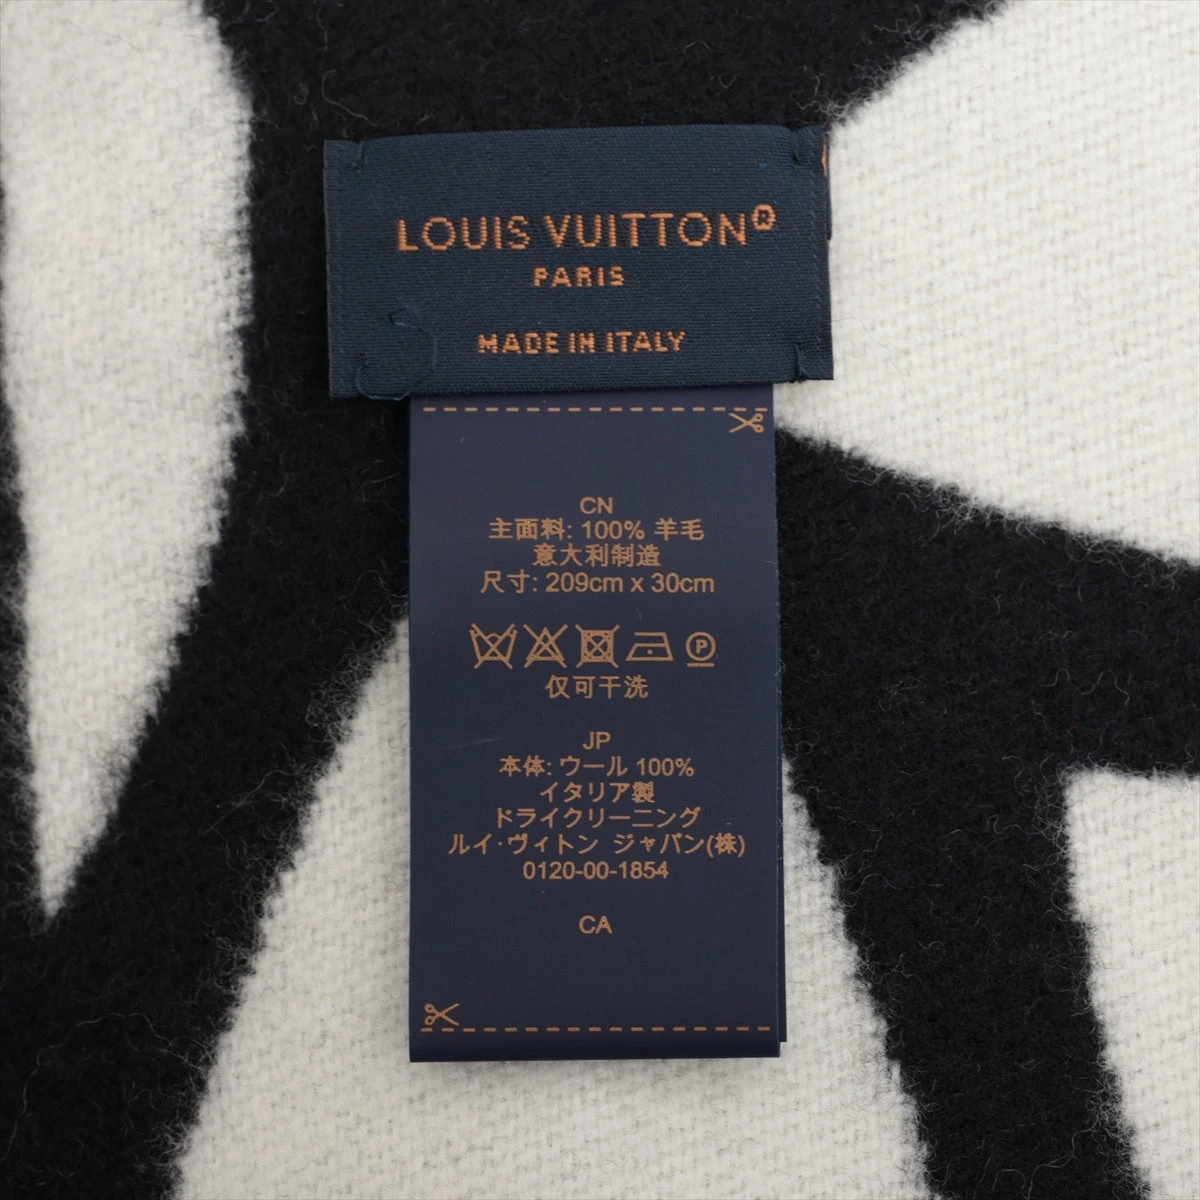 LOUIS VUITTON®
PARIS
MADE IN ITALY
CN
主面料: 100% 羊毛
意大利制造
尺寸: 209cm x 30cm
P
仅可干洗
JP
本体: ウール 100%
イタリア製
ドライクリーニング
ルイ·ヴィトン ジャパン(株)
0120-00-1854
CA